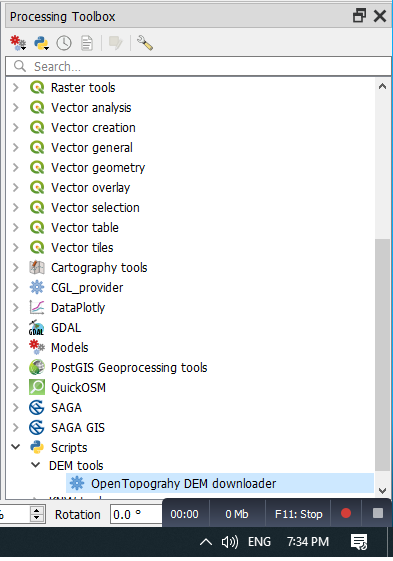 Processing Toolbox
Search...
Raster tools
Vector analysis
Vector creation
Vector general
Vector geometry
Vector overlay
Vector selection
Vector table
Vector tiles
Cartography tools
CGL_provider
DataPlotly
GDAL
GDAL
Models
PostGIS Geoprocessing tools
QuickOSM
SAGA
SAGA GIS
Scripts
DEM tools
OpenTopograhy DEM downloader
% Rotation 0.0 ° 00:00 0 Mb F11: Stop
ENG 7:34 PM